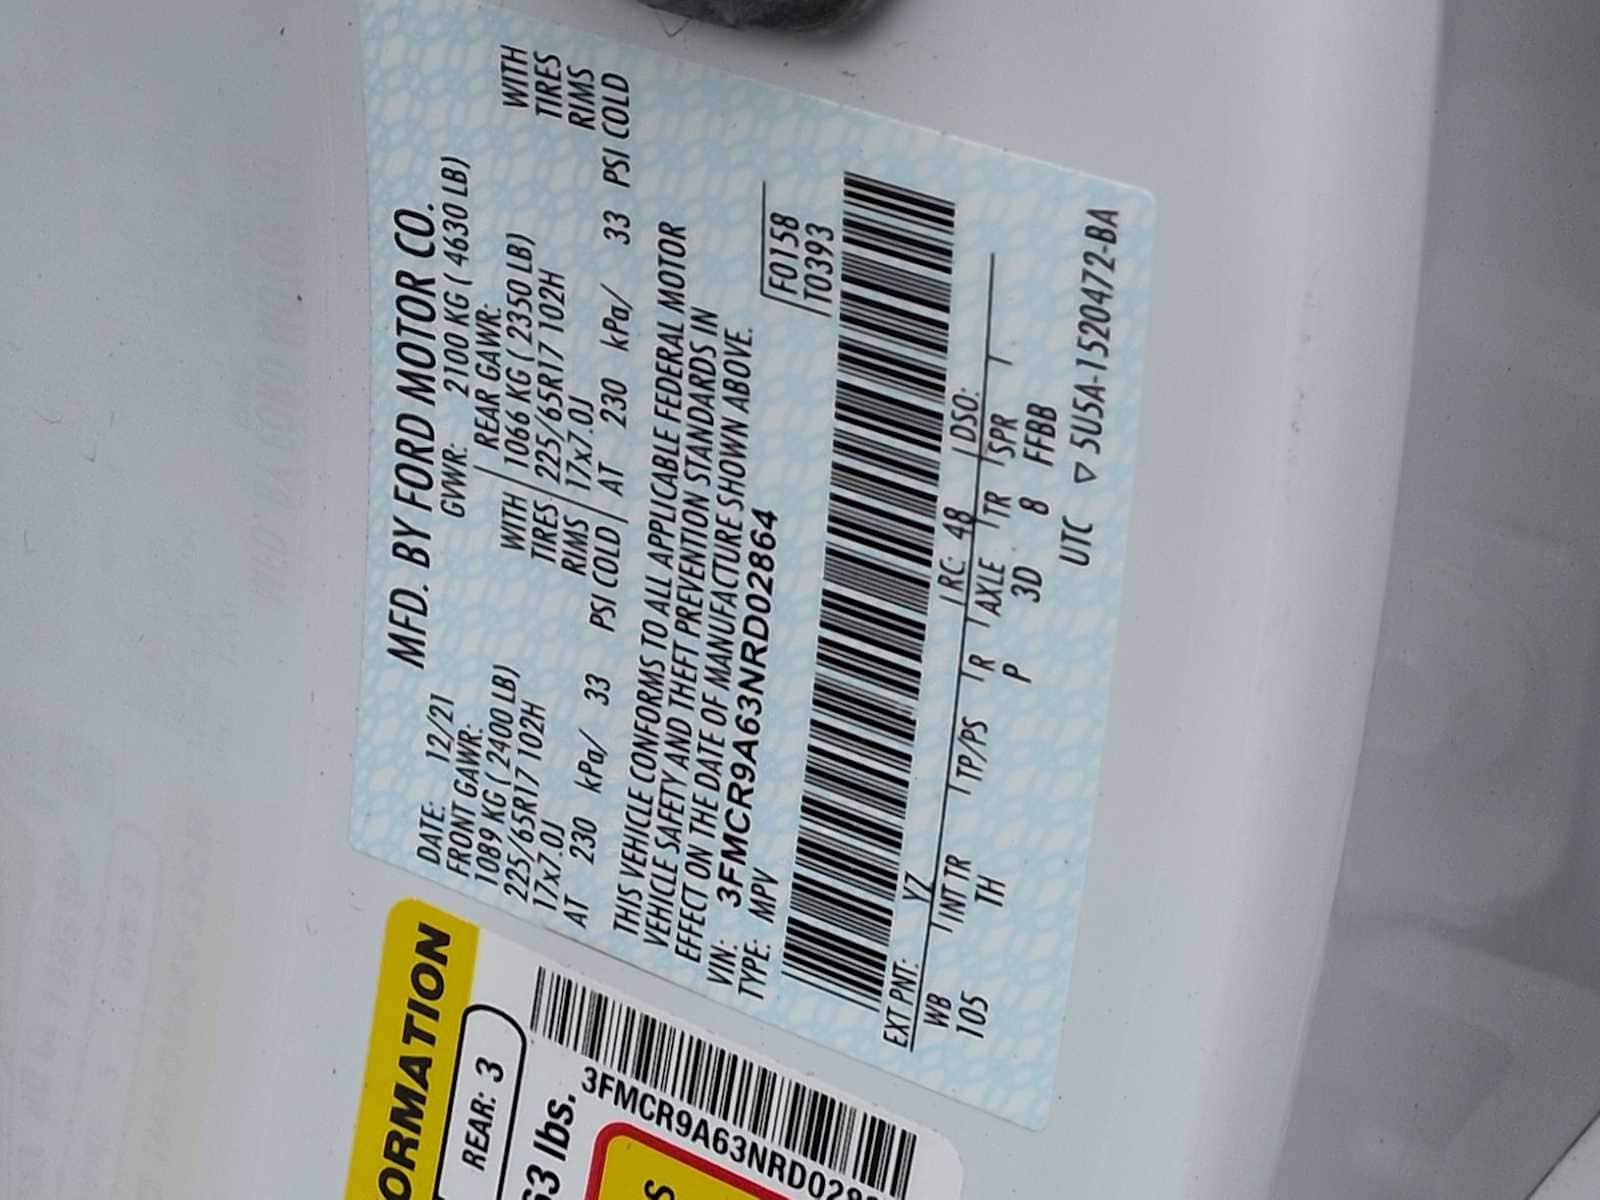 MFD. BY FORD MOTOR CO.
DATE: 12/21 GVWR: 2100 KG ( 4630 LB)
FRONT GAWR: REAR GAWR:
1089 KG ( 2400 LB) WITH 1066 KG ( 2350 LB) WITH
225/65R17 102H TIRES 225/65R17 102H TIRES
17x7.0J RIMS 17x7.0J RIMS
AT 230 kPa/ 33 PSI COLD AT 230 kPa/ 33 PSI COLD
THIS VEHICLE CONFORMS TO ALL APPLICABLE FEDERAL MOTOR
VEHICLE SAFETY AND THEFT PREVENTION STANDARDS IN
EFFECT ON THE DATE OF MANUFACTURE SHOWN ABOVE.
VIN: 3FMCR9A63NRD02864
TYPE: MPV
F0158
T0393
EXT PNT: YZ RC: 48 DSO:
WB INT TR TP/PS R AXLE TR SPR
105 TH P 3D 8 FFBB
UTC ▽ 5U5A-1520472-BA
ORMATION
REAR: 3
63 lbs.
3FMCR9A63NRD028
S